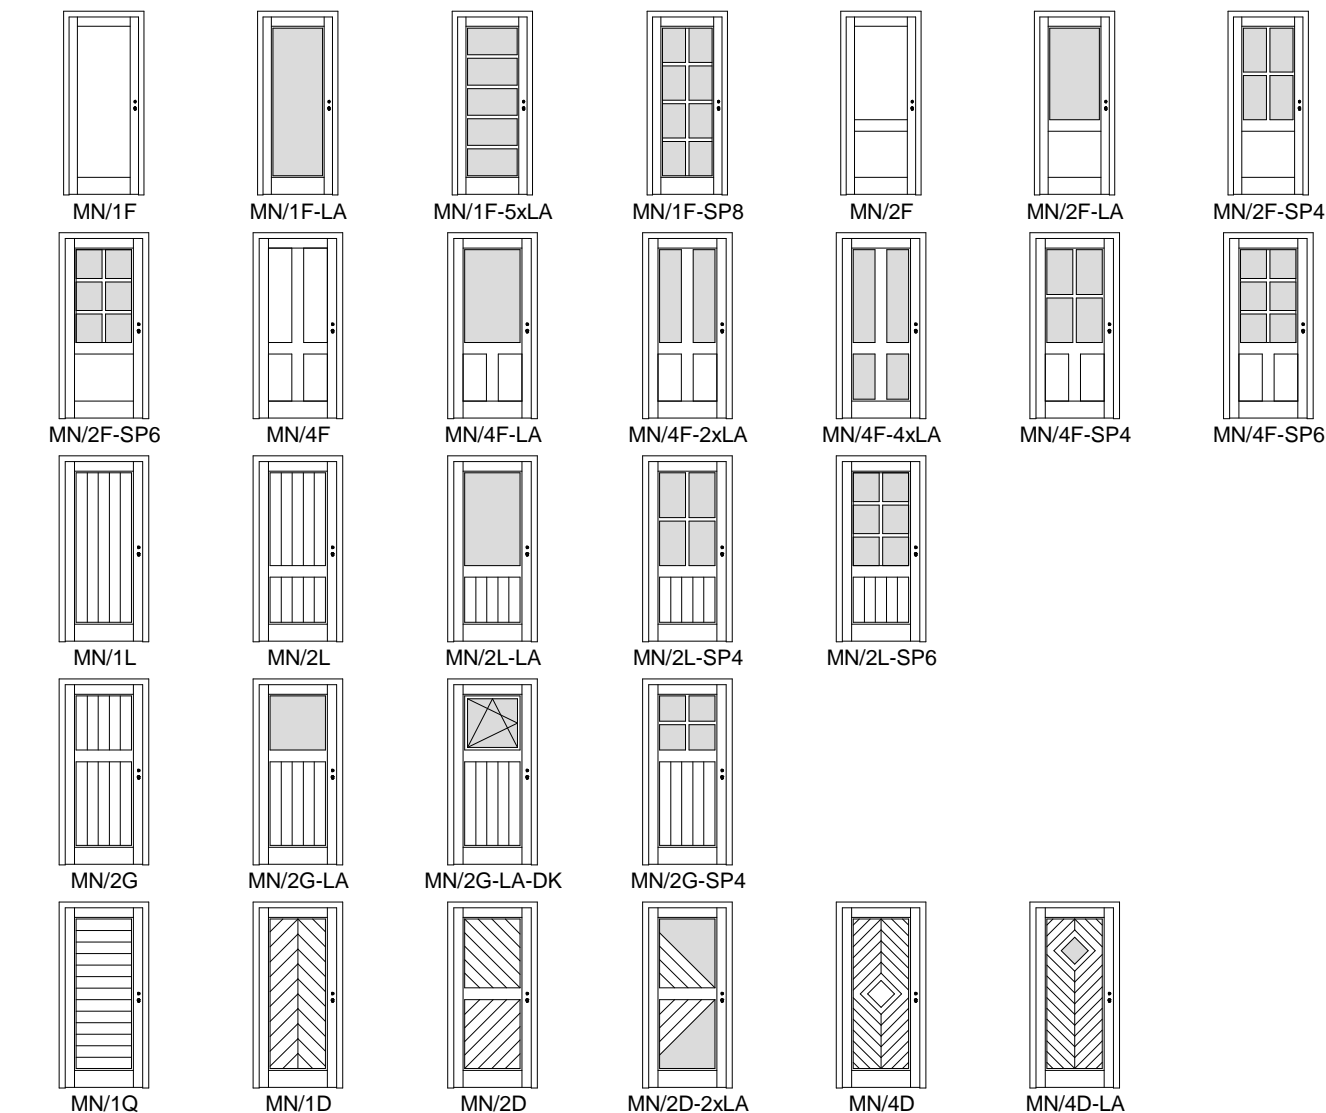 MN/1F MN/1F-LA MN/1F-5xLA MN/1F-SP8 MN/2F MN/2F-LA MN/2F-SP4
MN/2F-SP6 MN/4F MN/4F-LA MN/4F-2xLA MN/4F-4xLA MN/4F-SP4 MN/4F-SP6
MN/1L MN/2L MN/2L-LA MN/2L-SP4 MN/2L-SP6
MN/2G MN/2G-LA MN/2G-LA-DK MN/2G-SP4
MN/1Q MN/1D MN/2D MN/2D-2xLA MN/4D MN/4D-LA